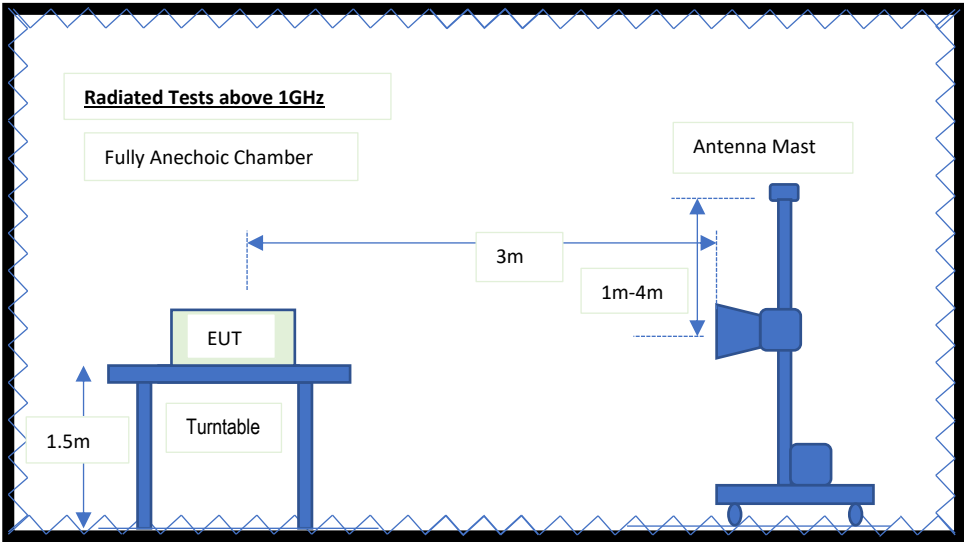 Radiated Tests above 1GHz
Fully Anechoic Chamber
Antenna Mast
3m
1m-4m
EUT
Turntable
1.5m